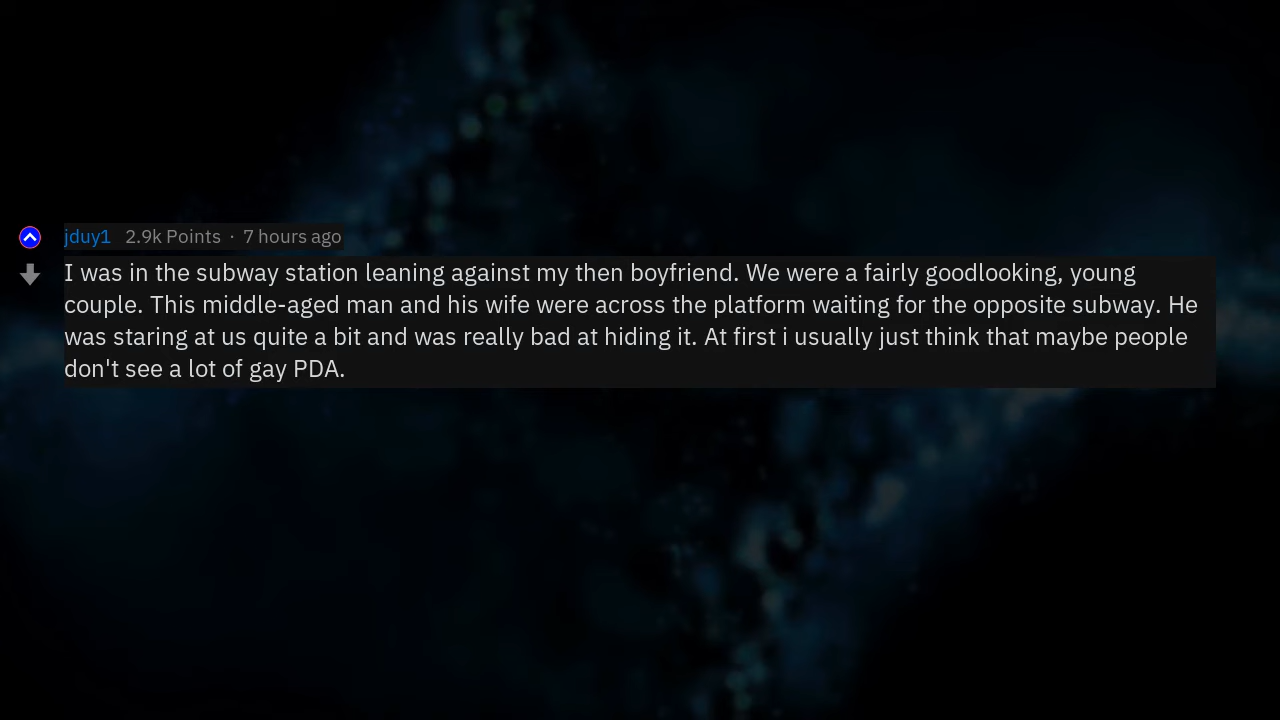 jduy1 2.9k Points · 7 hours ago
I was in the subway station leaning against my then boyfriend. We were a fairly goodlooking, young
couple. This middle-aged man and his wife were across the platform waiting for the opposite subway. He
was staring at us quite a bit and was really bad at hiding it. At first i usually just think that maybe people
don't see a lot of gay PDA.